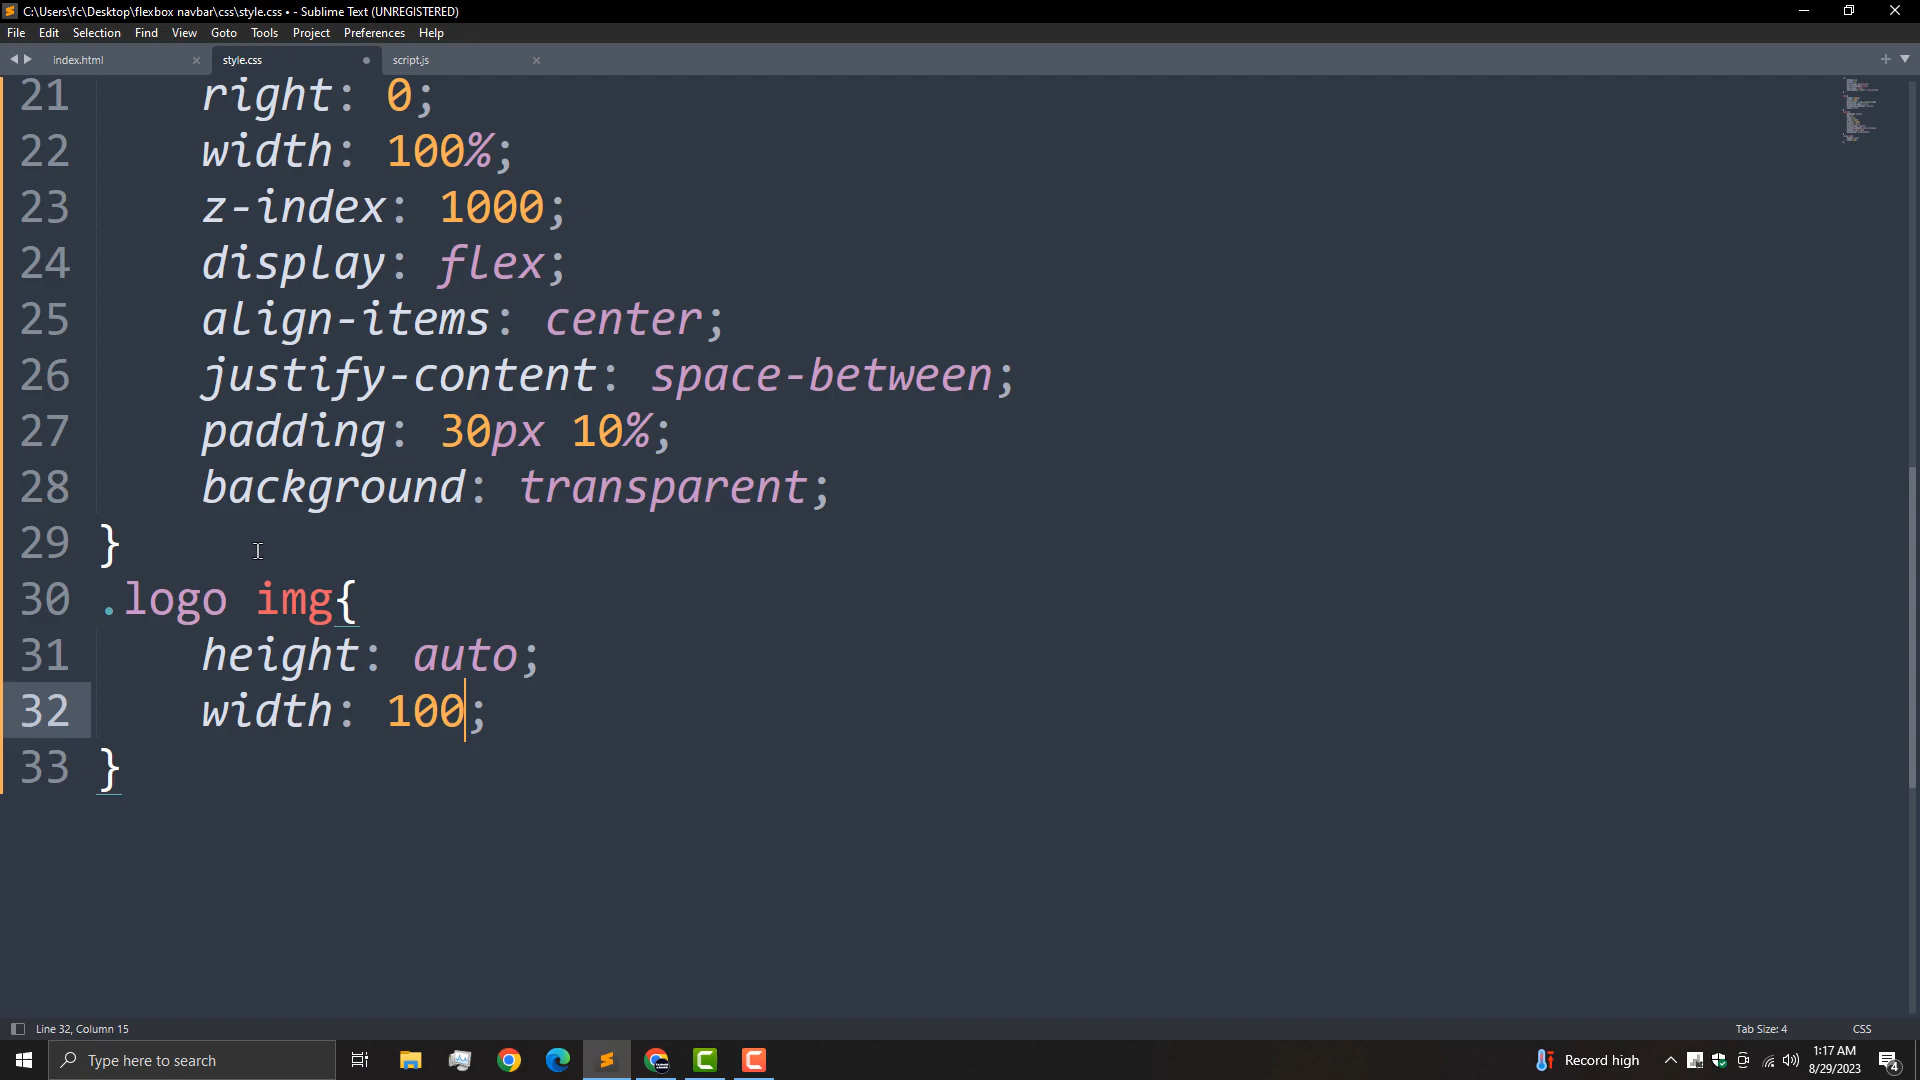 C:\Users\fc\Desktop\flexbox navbar\css\style.css • - Sublime Text (UNREGISTERED)
File Edit Selection Find View Goto Tools Project Preferences Help
index.html style.css script.js
21 right: 0;
22 width: 100%;
23 z-index: 1000;
24 display: flex;
25 align-items: center;
26 justify-content: space-between;
27 padding: 30px 10%;
28 background: transparent;
29 }
30 .logo img{
31 height: auto;
32 width: 100;
33 }
Line 32, Column 15 Tab Size: 4 CSS
Type here to search Record high 1:17 AM
8/29/2023 4